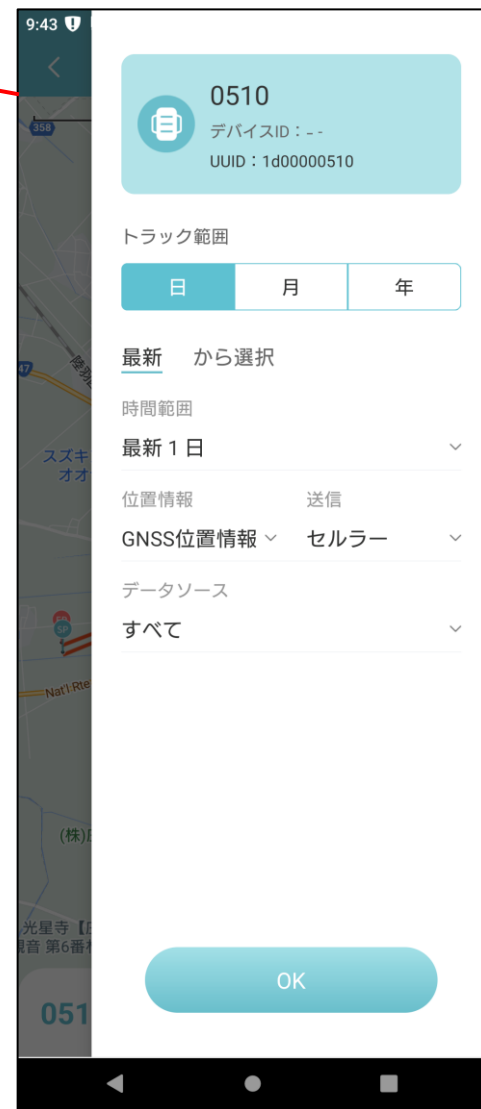 9:43
0510
デバイスID：- -
UUID：1d00000510
358
トラック範囲
日 月 年
最新 から選択
時間範囲
最新 1 日
スズキ
オオ
位置情報 送信
GNSS位置情報 セルラー
データソース
すべて
SP
Nat'l Rte
(株)
光星寺【
観音 第6番
OK
051